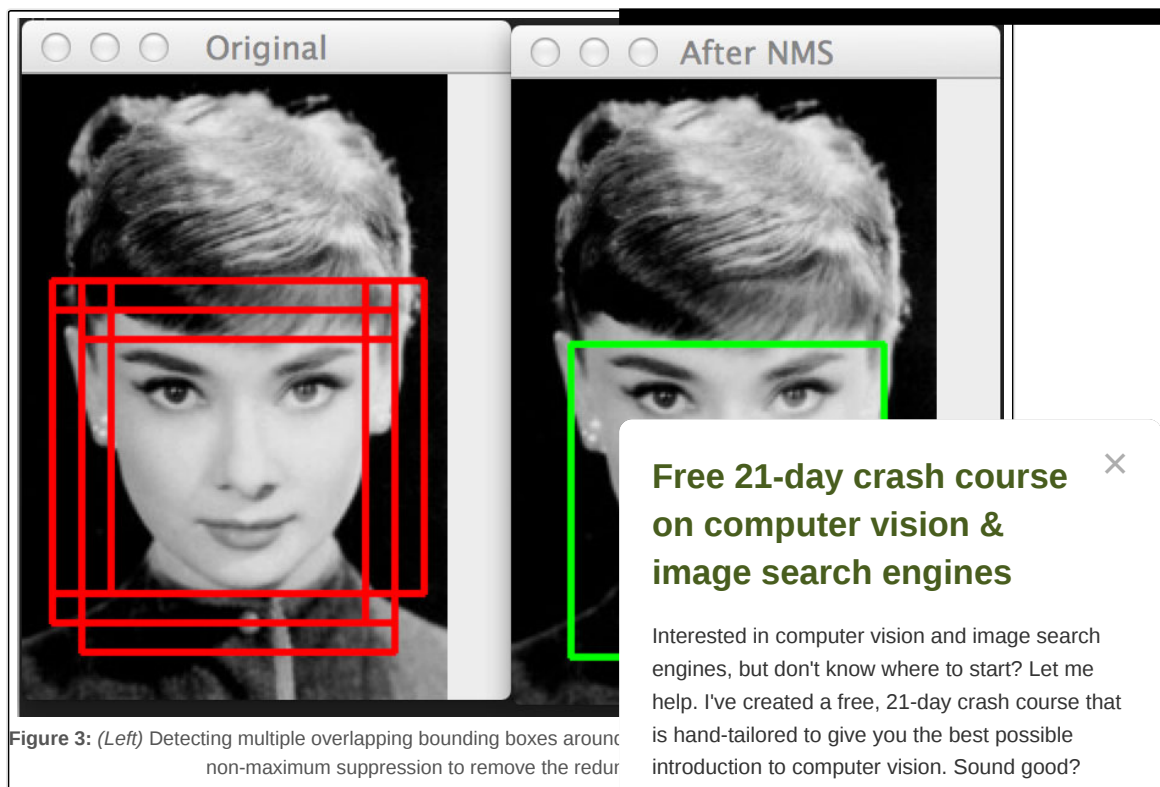 Original
After NMS
Figure 3: (Left) Detecting multiple overlapping bounding boxes
non-maximum suppression to remove the
Free 21-day crash course
on computer vision &
image search engines
Interested in computer vision and image search
engines, but don't know where to start? Let me
help. I've created a free, 21-day crash course that
is hand-tailored to give you the best possible
introduction to computer vision. Sound good?